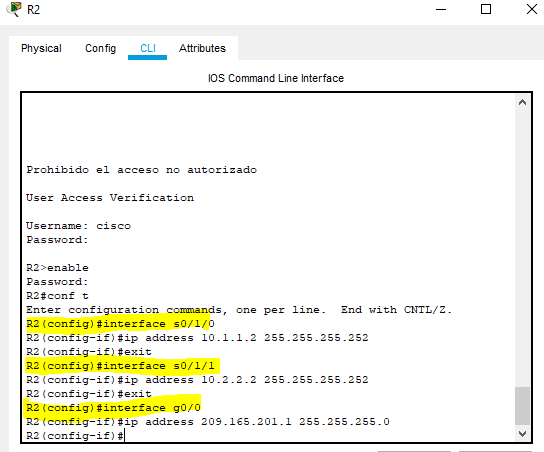 R2
Physical Config CLI Attributes
IOS Command Line Interface
Prohibido el acceso no autorizado
User Access Verification
Username: cisco
Password:
R2>enable
Password:
R2#conf t
Enter configuration commands, one per line.  End with CNTL/Z.
R2(config)#interface s0/1/0
R2(config-if)#ip address 10.1.1.2 255.255.255.252
R2(config-if)#exit
R2(config)#interface s0/1/1
R2(config-if)#ip address 10.2.2.2 255.255.255.252
R2(config-if)#exit
R2(config)#interface g0/0
R2(config-if)#ip address 209.165.201.1 255.255.255.0
R2(config-if)#